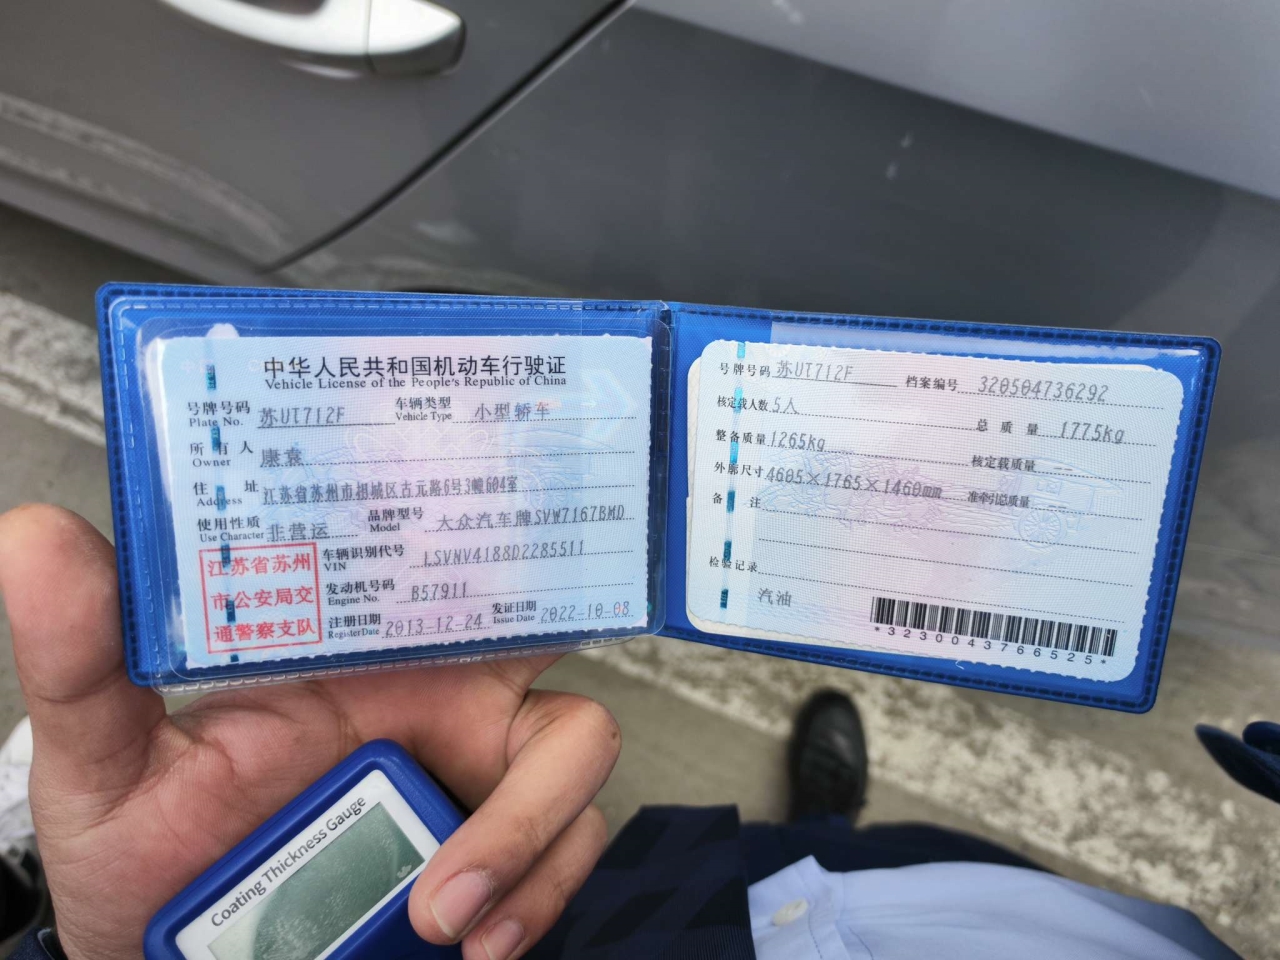 中华人民共和国机动车行驶证
Vehicle License of the People's Republic of China
号牌号码 苏UT712F 车辆类型 小型轿车
Plate No. Vehicle Type
所有人 康袁
Owner
住址 江苏省苏州市相城区古元路6号3幢604室
Address
使用性质 非营运 品牌型号 大众汽车牌SVW7167BMD
Use Character Model
江苏省苏州
市公安局交
通警察支队
车辆识别代号 LSVNV4188D2285511
VIN
发动机号码 B57911
Engine No.
注册日期 2013-12-24 发证日期 2022-10-08
Register Date Issue Date
号牌号码 苏UT712F 档案编号 320504736292
核定载人数 5人 总质量 1775kg
整备质量 1265kg 核定载质量 --
外廓尺寸 4605×1765×1460mm 准牵引总质量 --
备注
检验记录
汽油
*3230043766525*
Coating Thickness Gauge